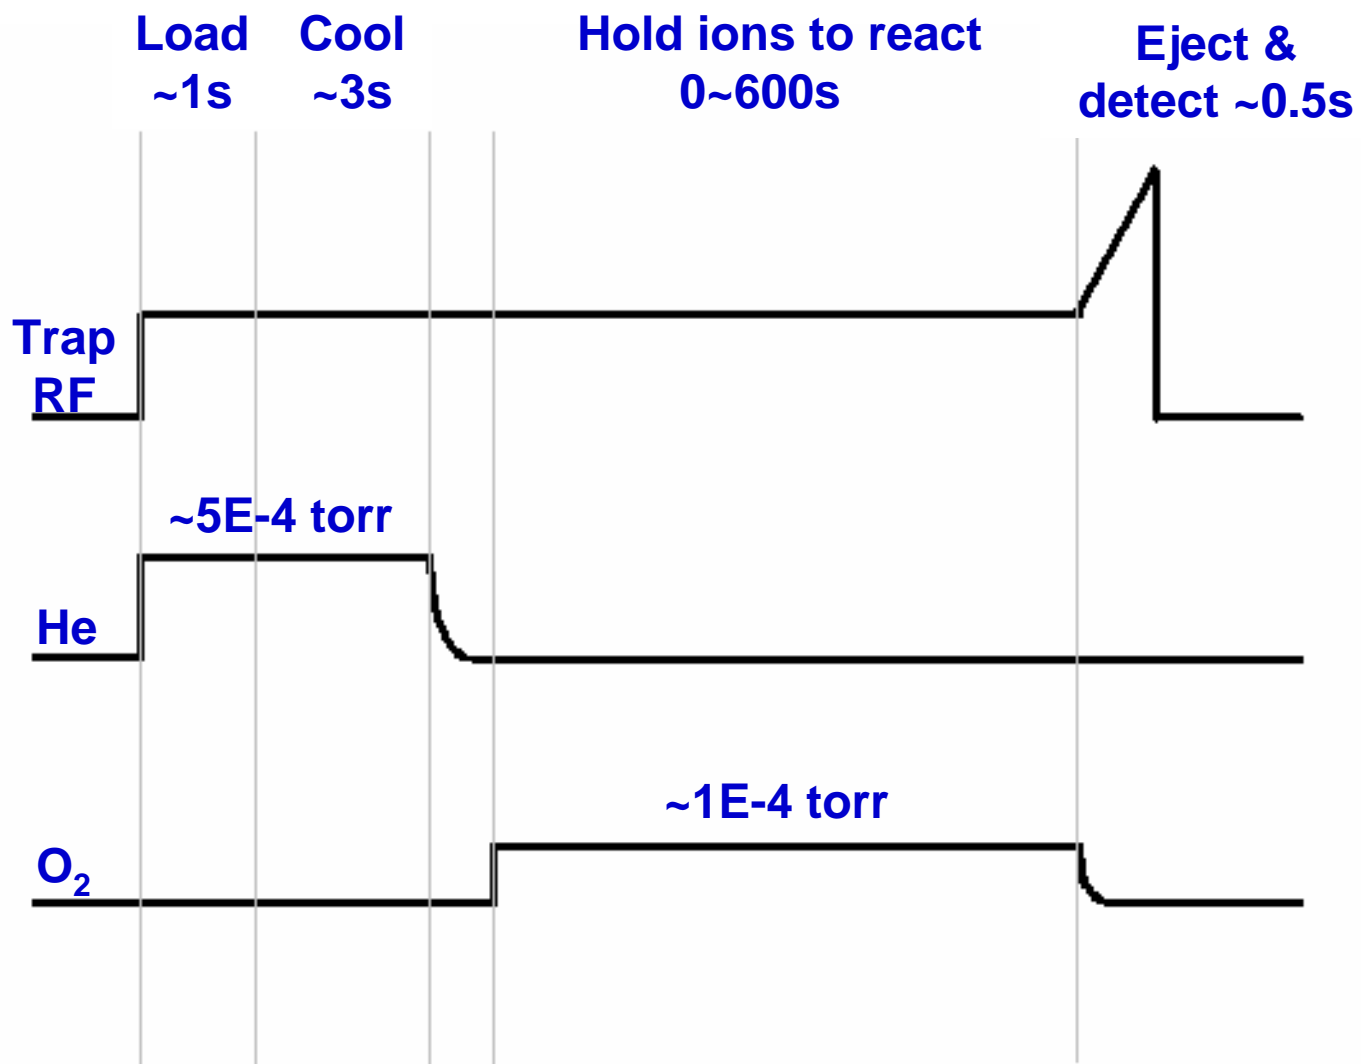 Load
~1s
Cool
~3s
Hold ions to react
0~600s
Eject &
detect ~0.5s
Trap
RF
~5E-4 torr
He
~1E-4 torr
O₂